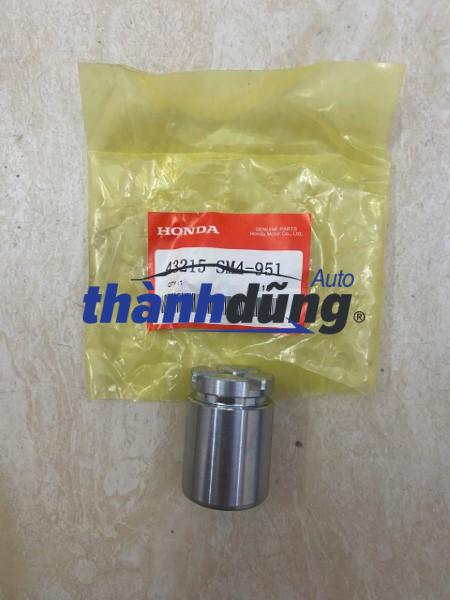 HONDA
GENUINE PARTS
Honda Motor Co., Ltd.
43215-SM4-951
QTY:1
Auto
thànhdũng®